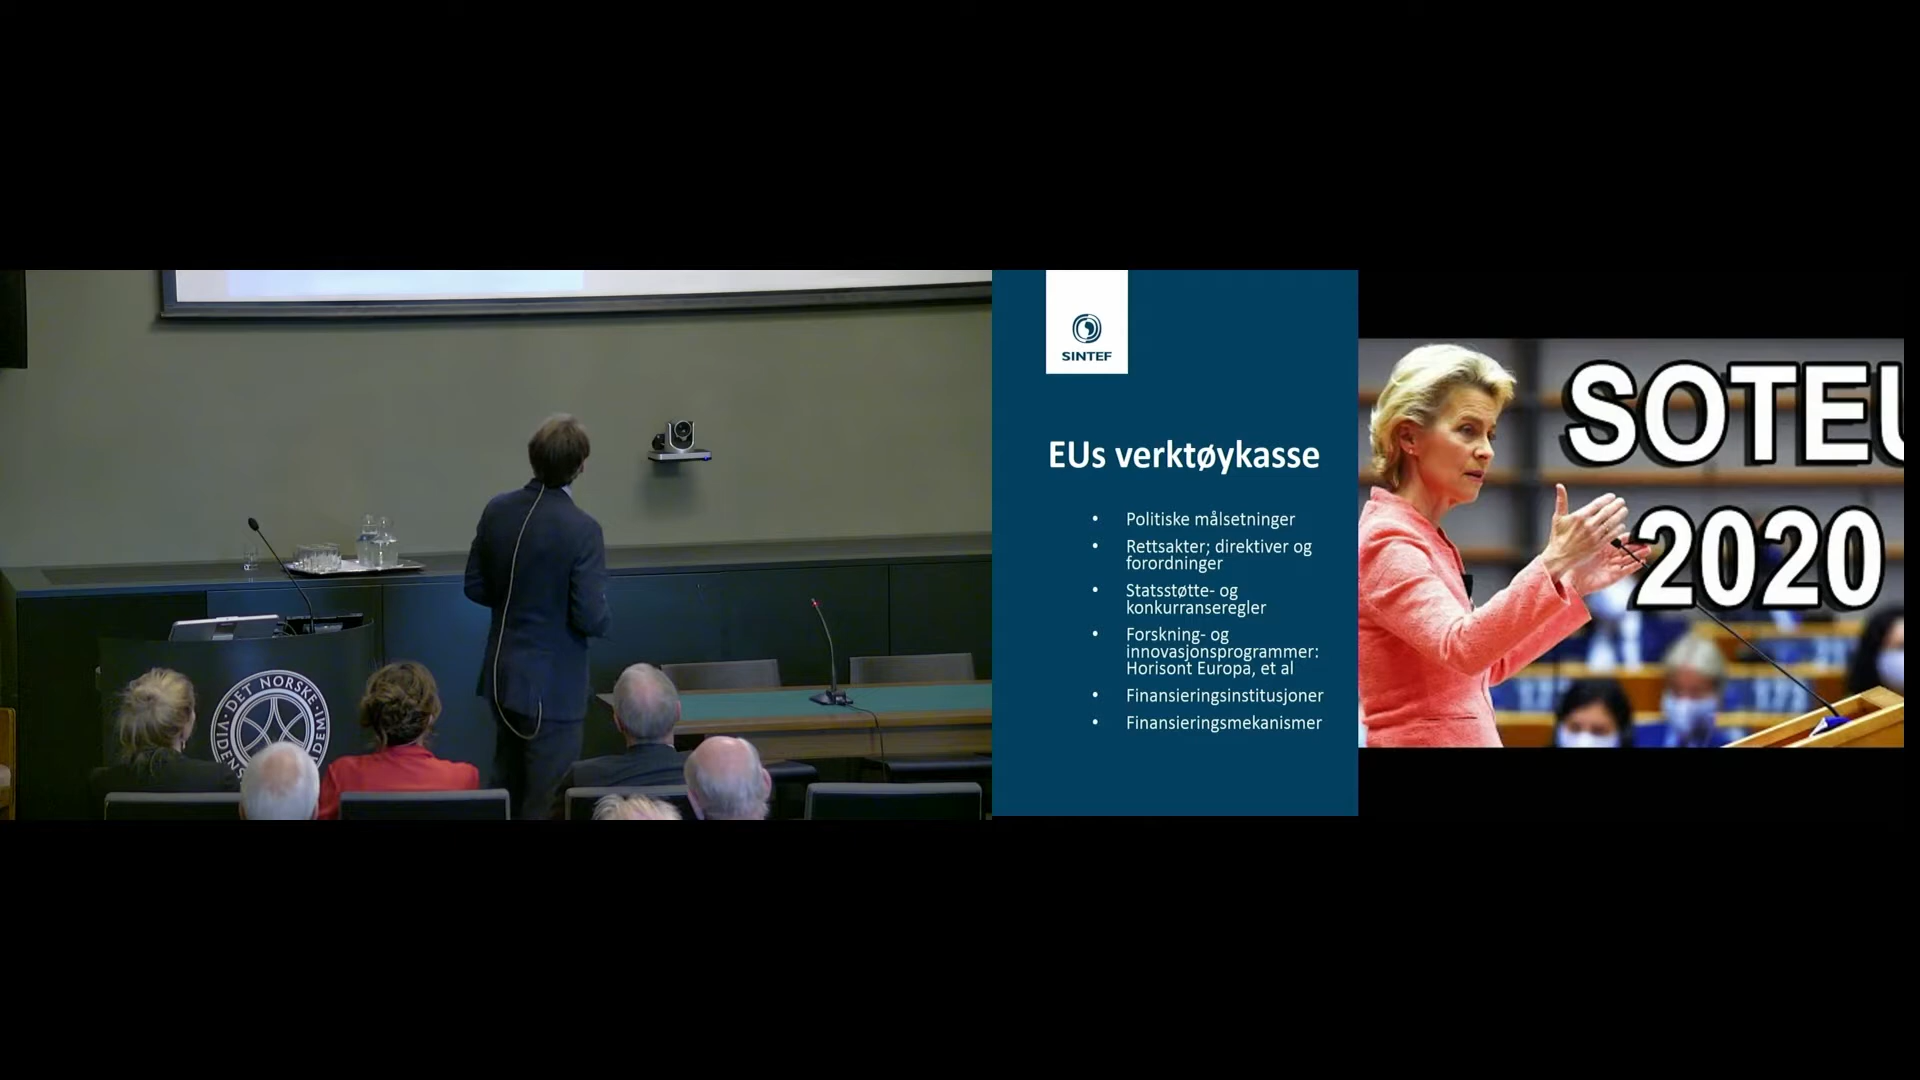 DET NORSKE
SINTEF
EUs verktøykasse
• Politiske målsetninger
• Rettsakter; direktiver og
forordninger
• Statsstøtte- og
konkurranseregler
• Forskning- og
innovasjonsprogrammer:
Horisont Europa, et al
• Finansieringsinstitusjoner
• Finansieringsmekanismer
SOTEU
2020